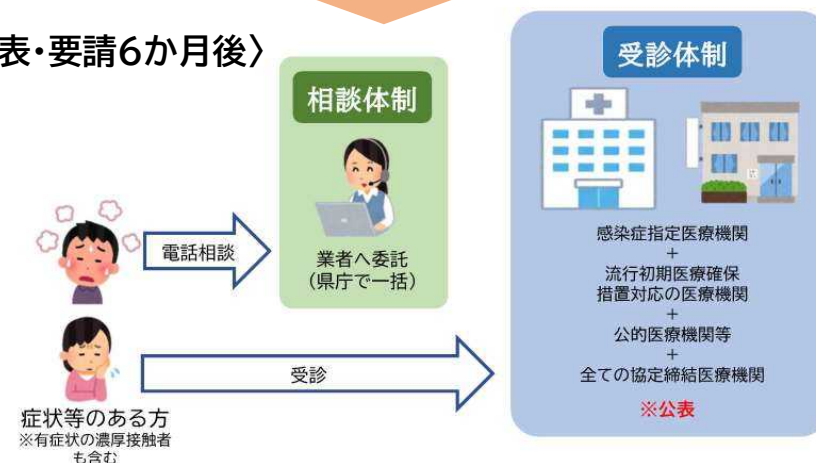 表・要請6か月後〉
相談体制
受診体制
電話相談
業者へ委託
(県庁で一括)
感染症指定医療機関
+
流行初期医療確保
措置対応の医療機関
+
公的医療機関等
+
全ての協定締結医療機関
※公表
受診
症状等のある方
※有症状の濃厚接触者
も含む